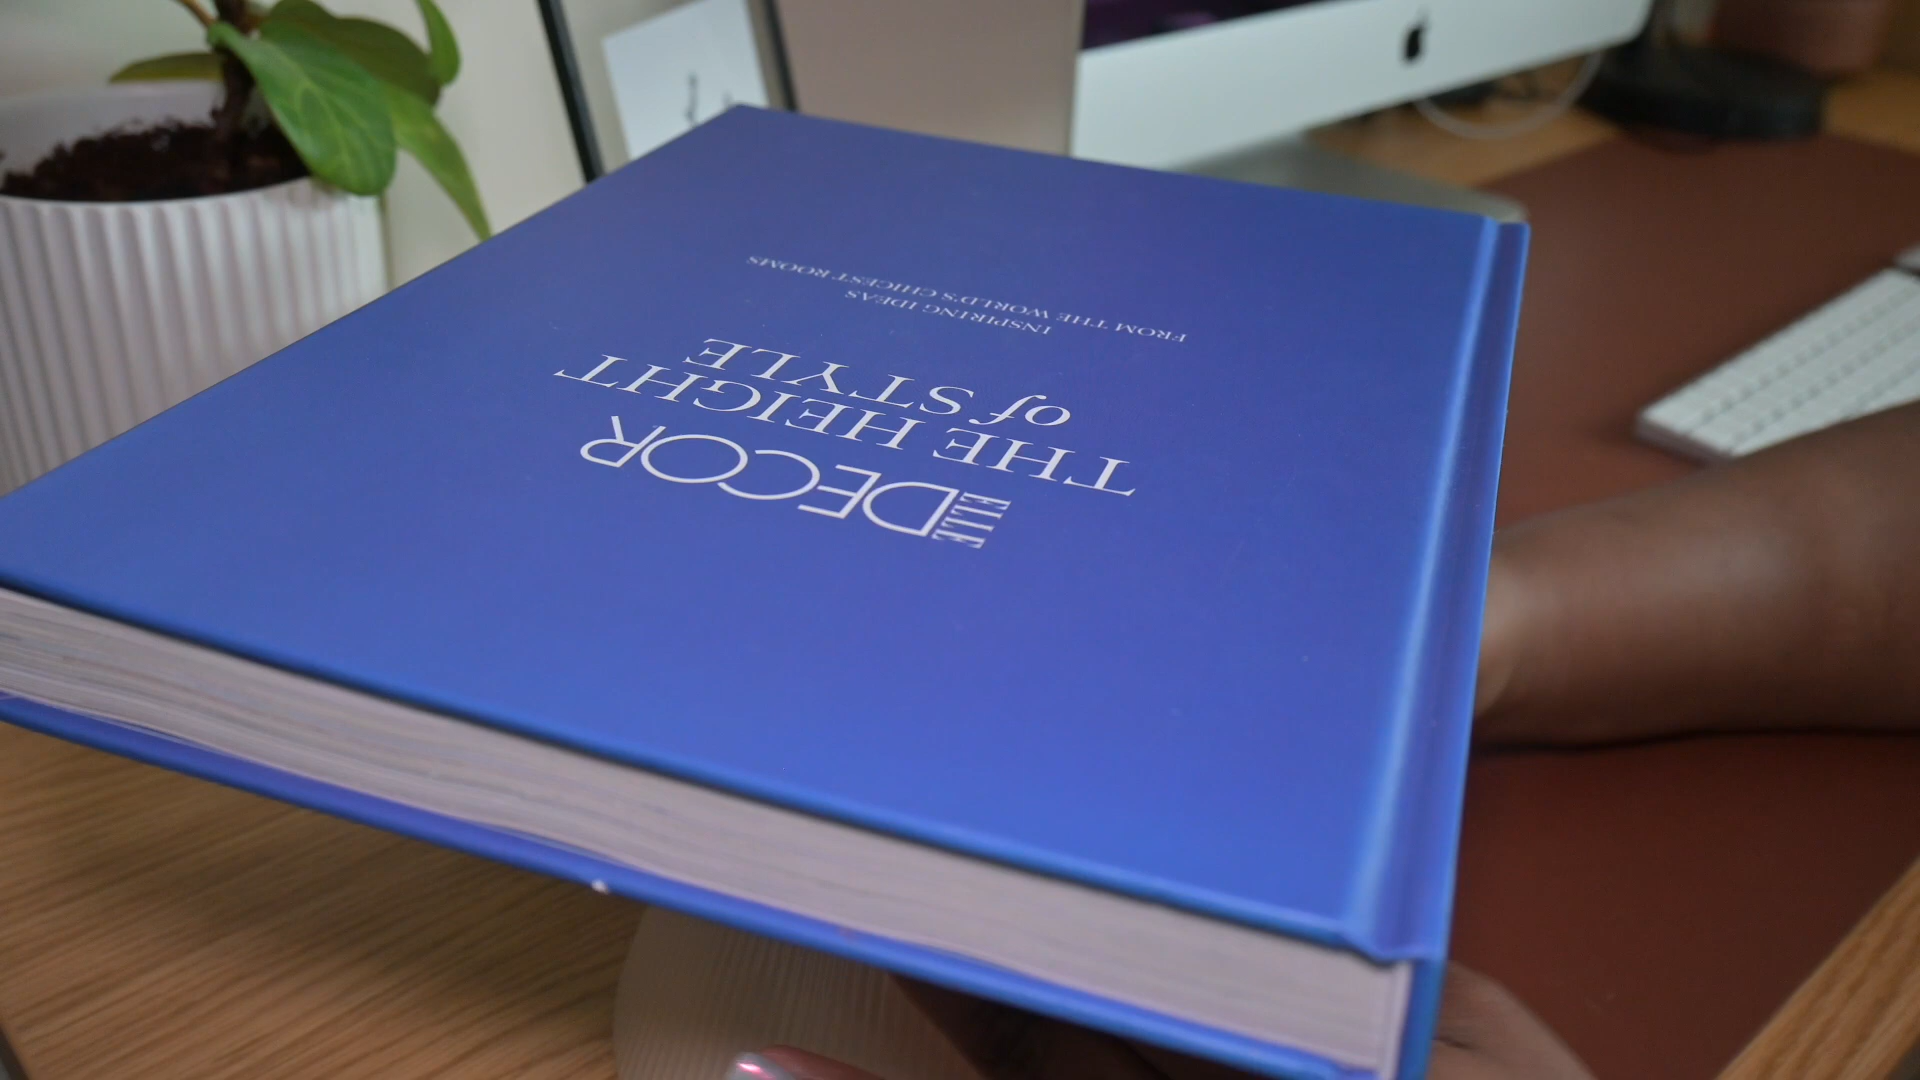 ELLE DECOR
THE HEIGHT
of STYLE
INSPIRING IDEAS
FROM THE WORLD'S CHICEST ROOMS